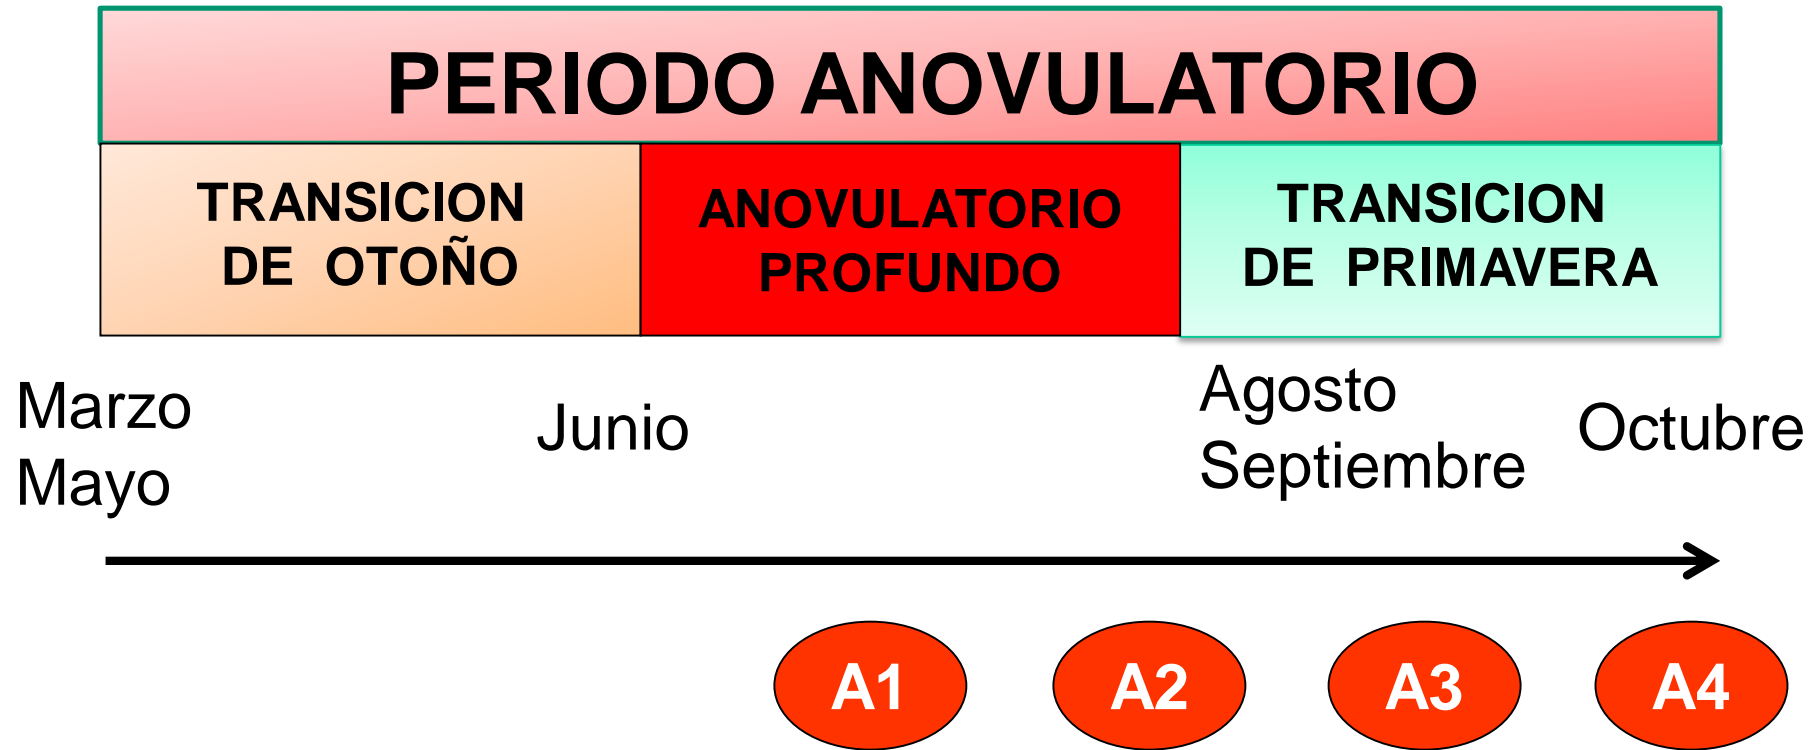 PERIODO ANOVULATORIO
TRANSICION
DE OTOÑO
ANOVULATORIO
PROFUNDO
TRANSICION
DE PRIMAVERA
Marzo
Mayo
Junio
Agosto
Septiembre
Octubre
A1
A2
A3
A4